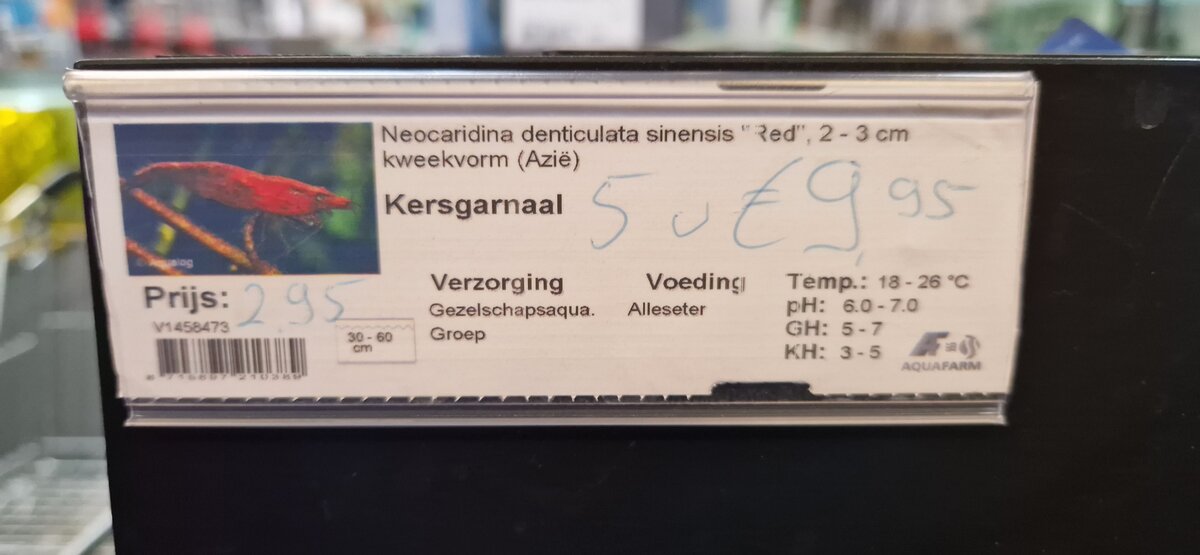 Neocaridina denticulata sinensis "Red", 2 - 3 cm
kweekvorm (Azië)
Kersgarnaal
5 v € 9,95
Prijs: 2,95
V1458473
30 - 60
cm
Verzorging
Gezelschapsaqua.
Groep
Voeding
Alleseter
Temp.: 18 - 26 °C
pH: 6.0 - 7.0
GH: 5 - 7
KH: 3 - 5
AQUAFARM